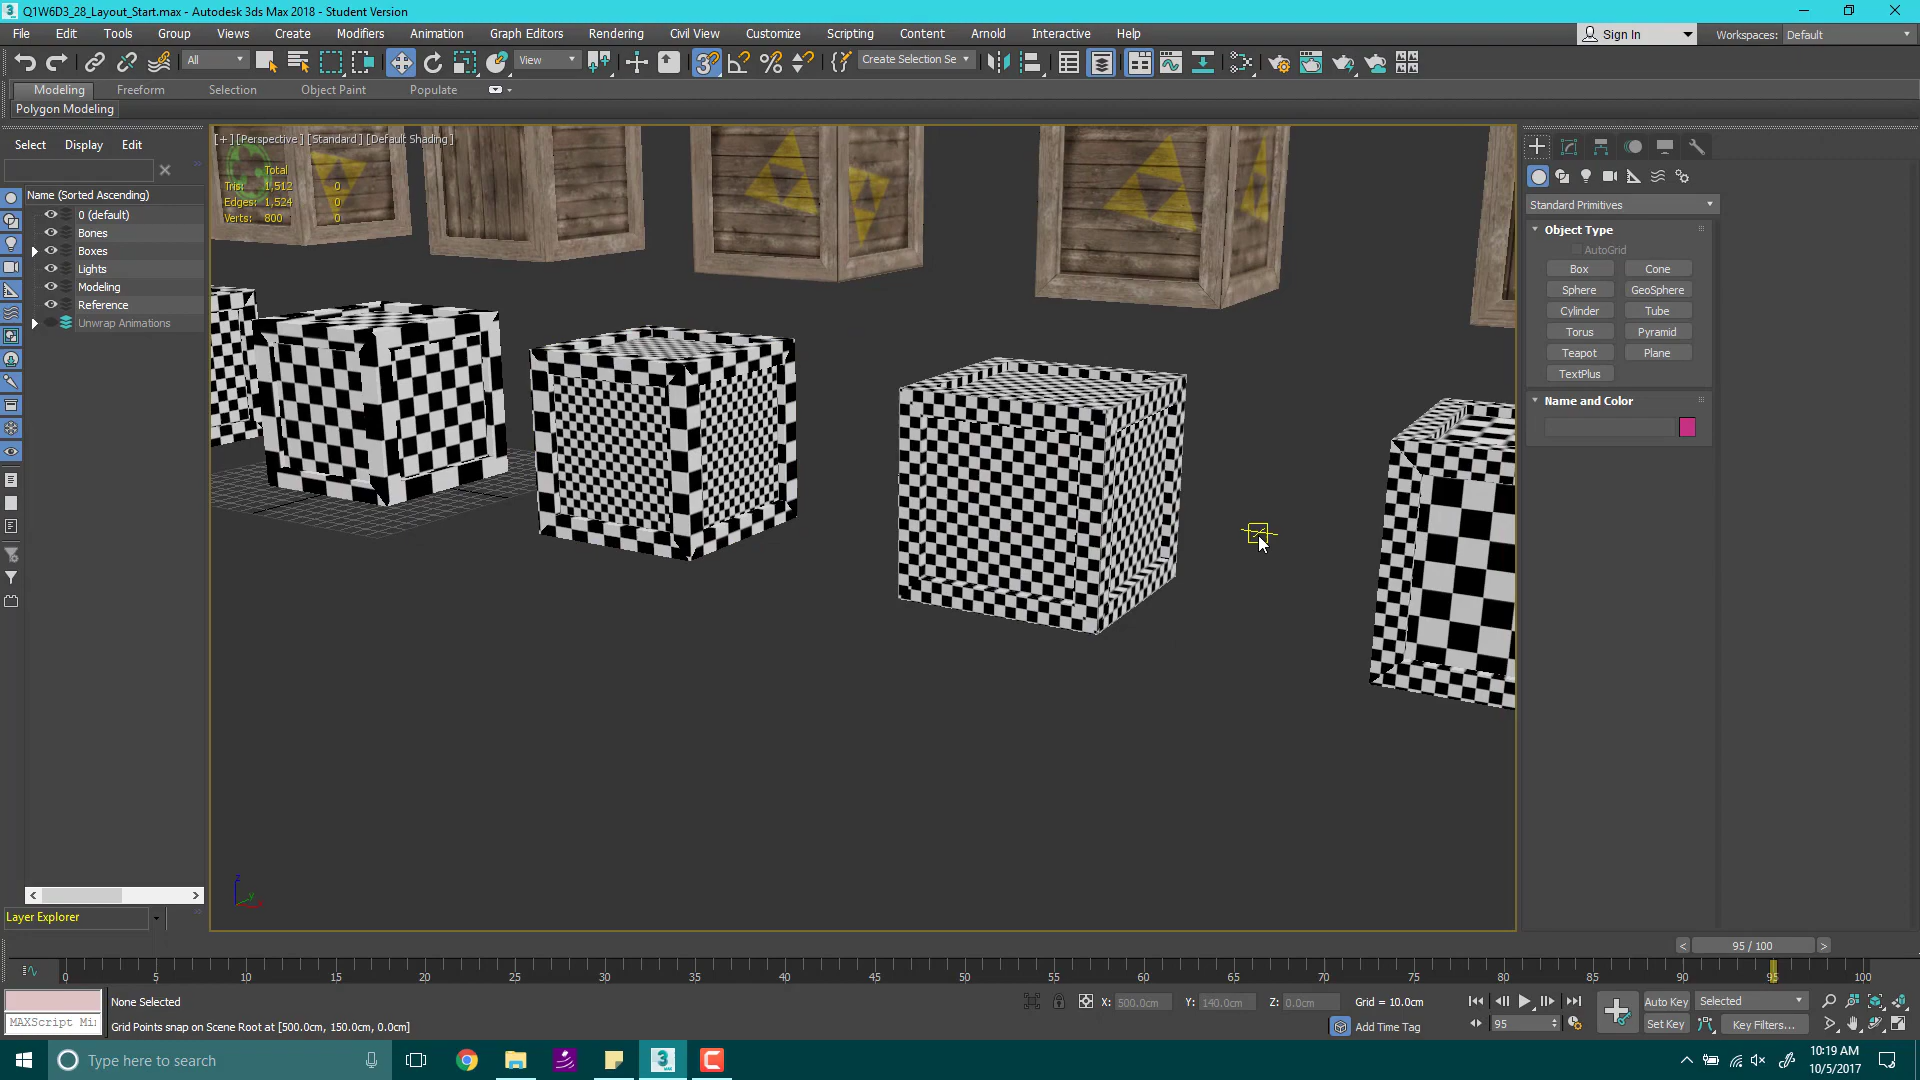 Q1W6D3_28_Layout_Start.max - Autodesk 3ds Max 2018 - Student Version
File Edit Tools Group Views Create Modifiers Animation Graph Editors Rendering Civil View Customize Scripting Content Arnold Interactive Help Sign In Workspaces: Default
All View Create Selection Se
Modeling Freeform Selection Object Paint Populate
Polygon Modeling
Select Display Edit
Name (Sorted Ascending)
0 (default)
Bones
Boxes
Lights
Modeling
Reference
Unwrap Animations
Layer Explorer
[+] [Perspective] [Standard] [Default Shading]
Total
Tris: 1,512 0
Edges: 1,524 0
Verts: 800 0
z
Standard Primitives
Object Type
AutoGrid
Box Cone
Sphere GeoSphere
Cylinder Tube
Torus Pyramid
Teapot Plane
TextPlus
Name and Color
< 95 / 100 >
0 5 10 15 20 25 30 35 40 45 50 55 60 65 70 75 80 85 90 95 100
None Selected X: 500.0cm Y: 140.0cm Z: 0.0cm Grid = 10.0cm Auto Key Selected
MAXScript Mi Grid Points snap on Scene Root at [500.0cm, 150.0cm, 0.0cm] Add Time Tag 95 Set Key Key Filters...
Type here to search
10:19 AM
10/5/2017